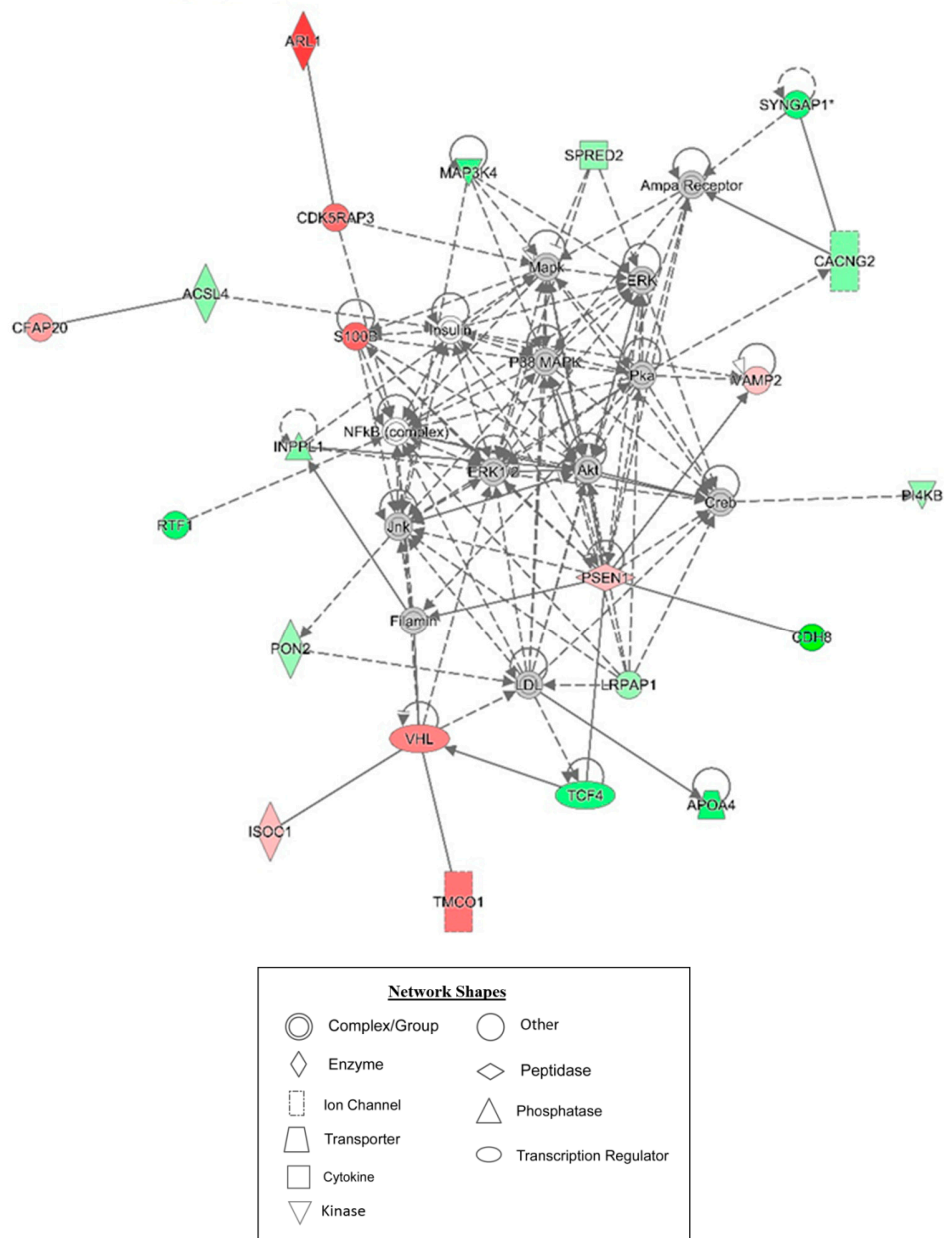 ARL1
SYNGAP1*
SPRED2
MAP3K4
Ampa Receptor
CDK5RAP3
CACNG2
Mapk
ERK
ACSL4
CFAP20
S100B
Insulin
P38 MAPK
Pka
VAMP2
NFkB (complex)
INPPL1
ERK1/2
Akt
PI4KB
Creb
RTF1
Jnk
PSEN1
Filamin
CDH8
PON2
LDL
LRPAP1
VHL
TCF4
APOA4
ISOC1
TMCO1
Network Shapes
Complex/Group
Other
Enzyme
Peptidase
Ion Channel
Phosphatase
Transporter
Transcription Regulator
Cytokine
Kinase